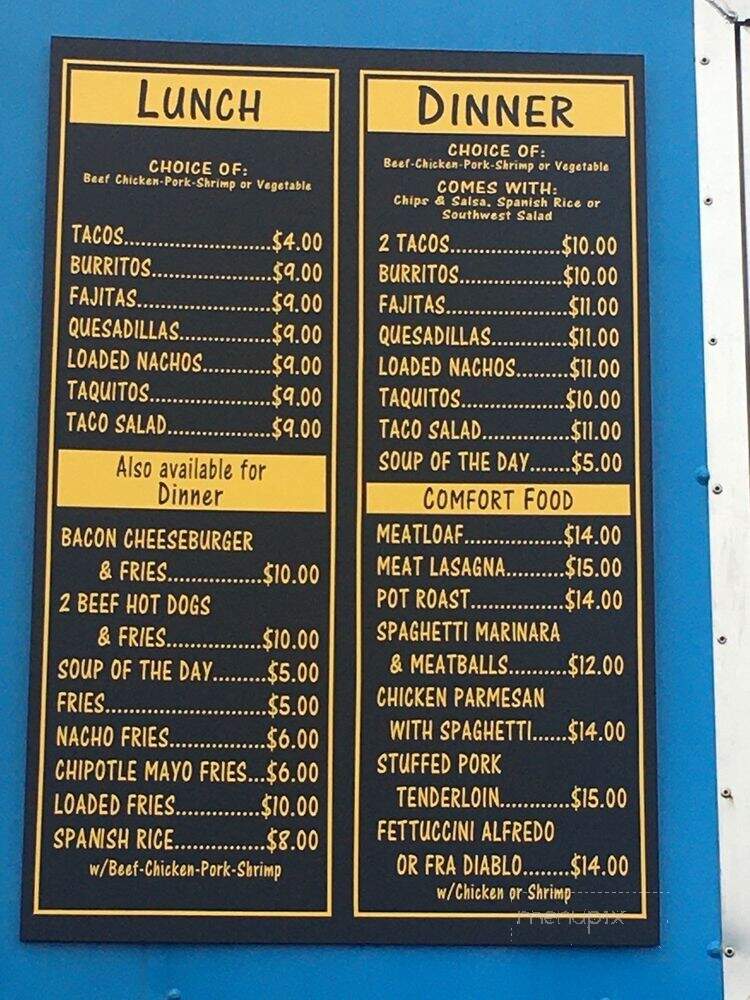 LUNCH
CHOICE OF:
Beef Chicken-Pork-Shrimp or Vegetable
TACOS.....................$4.00
BURRITOS.................$9.00
FAJITAS...................$9.00
QUESADILLAS.............$9.00
LOADED NACHOS..........$9.00
TAQUITOS.................$9.00
TACO SALAD..............$9.00
Also available for
Dinner
BACON CHEESEBURGER
& FRIES..............$10.00
2 BEEF HOT DOGS
& FRIES..............$10.00
SOUP OF THE DAY........$5.00
FRIES........................$5.00
NACHO FRIES..............$6.00
CHIPOTLE MAYO FRIES...$6.00
LOADED FRIES............$10.00
SPANISH RICE.............$8.00
w/Beef-Chicken-Pork-Shrimp
DINNER
CHOICE OF:
Beef-Chicken-Pork-Shrimp or Vegetable
COMES WITH:
Chips & Salsa, Spanish Rice or
Southwest Salad
2 TACOS..................$10.00
BURRITOS................$10.00
FAJITAS..................$11.00
QUESADILLAS............$11.00
LOADED NACHOS........$11.00
TAQUITOS................$10.00
TACO SALAD.............$11.00
SOUP OF THE DAY.......$5.00
COMFORT FOOD
MEATLOAF...............$14.00
MEAT LASAGNA.........$15.00
POT ROAST..............$14.00
SPAGHETTI MARINARA
& MEATBALLS.........$12.00
CHICKEN PARMESAN
WITH SPAGHETTI......$14.00
STUFFED PORK
TENDERLOIN...........$15.00
FETTUCCINI ALFREDO
OR FRA DIABLO........$14.00
w/Chicken or Shrimp
menupix